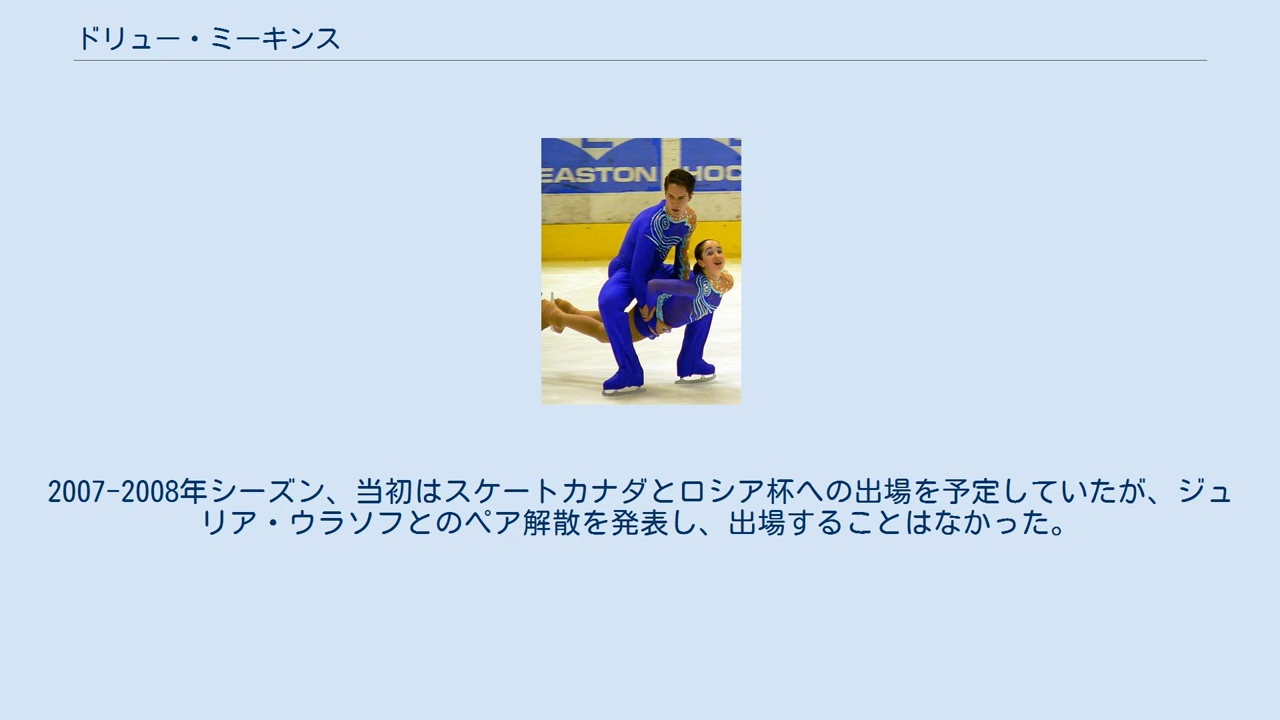 ドリュー・ミーキンス
EASTON
HOC
2007-2008年シーズン、当初はスケートカナダとロシア杯への出場を予定していたが、ジュ
リア・ウラソフとのペア解散を発表し、出場することはなかった。